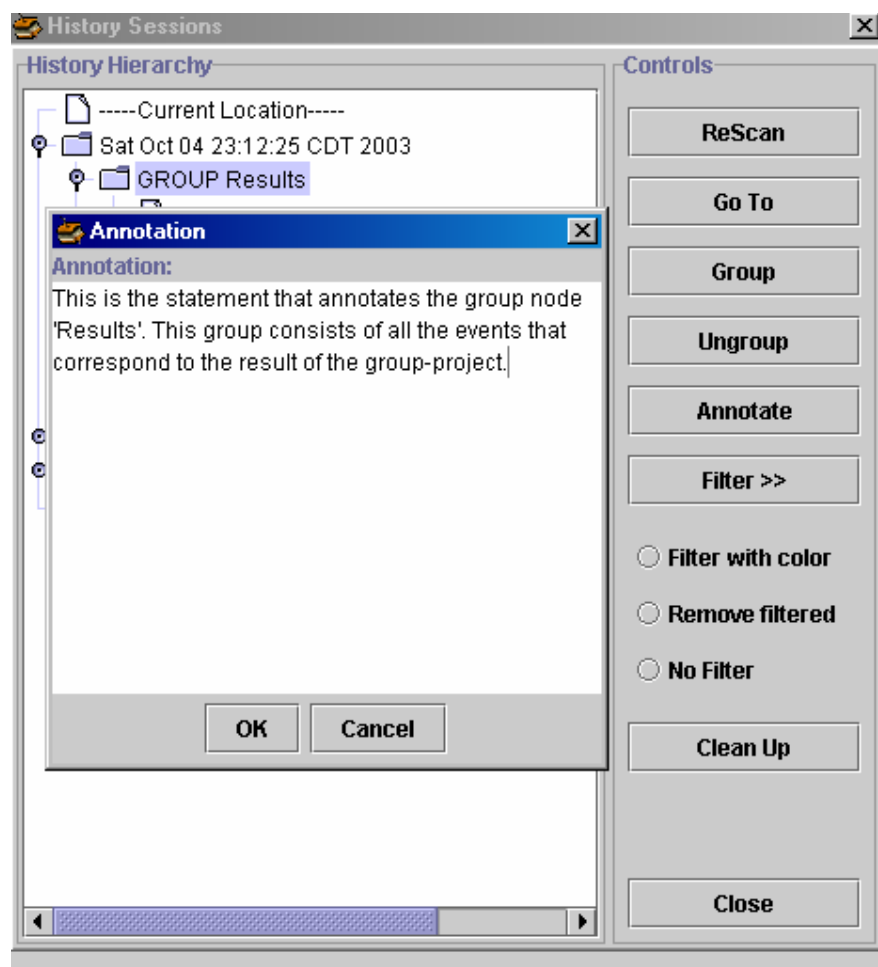 History Sessions
History Hierarchy
-----Current Location-----
Sat Oct 04 23:12:25 CDT 2003
GROUP Results
Annotation
Annotation:
This is the statement that annotates the group node
'Results'. This group consists of all the events that
correspond to the result of the group-project.
OK Cancel
Controls
ReScan
Go To
Group
Ungroup
Annotate
Filter >>
Filter with color
Remove filtered
No Filter
Clean Up
Close